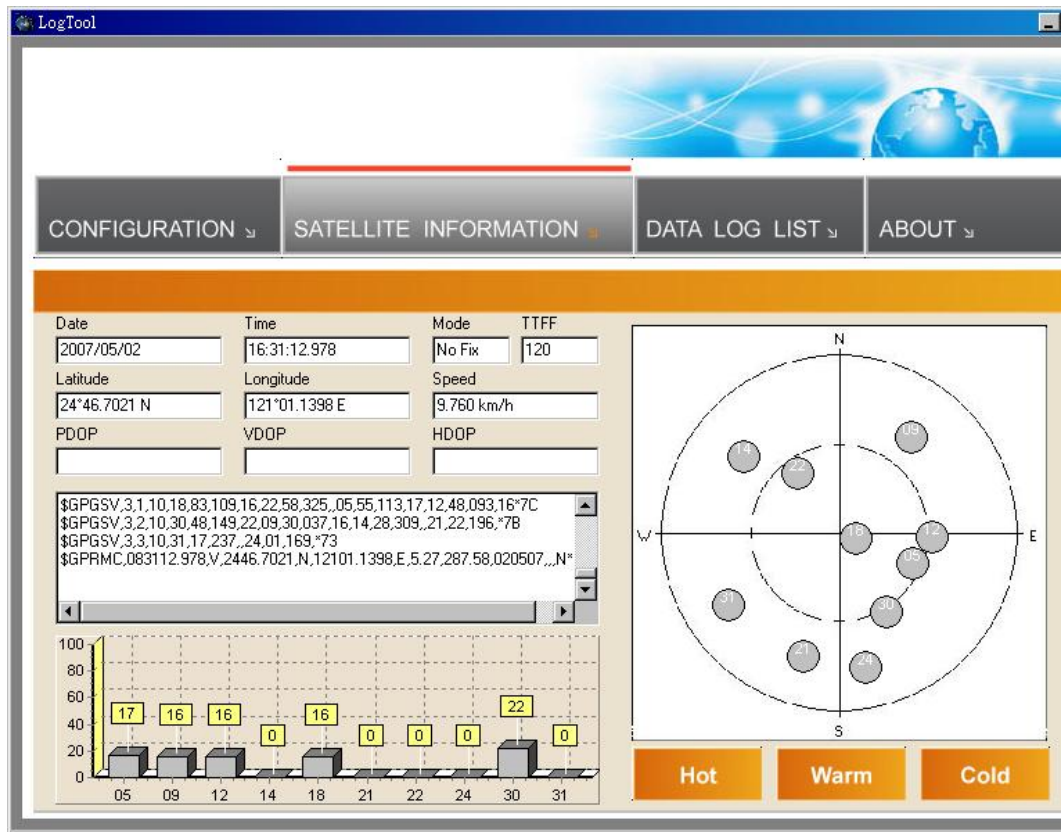 LogTool
CONFIGURATION
SATELLITE INFORMATION
DATA LOG LIST
ABOUT
Date
Time
Mode
TTFF
2007/05/02
16:31:12.978
No Fix
120
Latitude
Longitude
Speed
24°46.7021 N
121°01.1398 E
9.760 km/h
PDOP
VDOP
HDOP
$GPGSV,3,1,10,18,83,109,16,22,58,325,,05,55,113,17,12,48,093,16*7C
$GPGSV,3,2,10,30,48,149,22,09,30,037,16,14,28,309,,21,22,196,*7B
$GPGSV,3,3,10,31,17,237,,24,01,169,*73
$GPRMC,083112.978,V,2446.7021,N,12101.1398,E,5.27,287.58,020507,,,N*
100
80
60
40
20
0
17
16
16
0
16
0
0
0
22
0
05
09
12
14
18
21
22
24
30
31
N
09
14
22
W
18
12
E
05
31
30
21
24
S
Hot
Warm
Cold